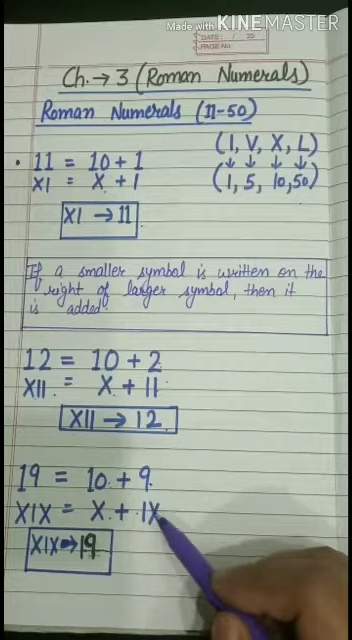 Made with KINEMASTER
DATE: / 20
PAGE No.
Ch.→ 3 (Roman Numerals)
Roman Numerals (11-50)
(I, V, X, L)
(1, 5, 10, 50)
• 11 = 10 + 1
XI = X + I
XI → 11
If a smaller symbol is written on the
right of larger symbol, then it
is added.
12 = 10 + 2
XII = X + II
XII → 12
19 = 10 + 9
XIX = X + IX
XIX → 19